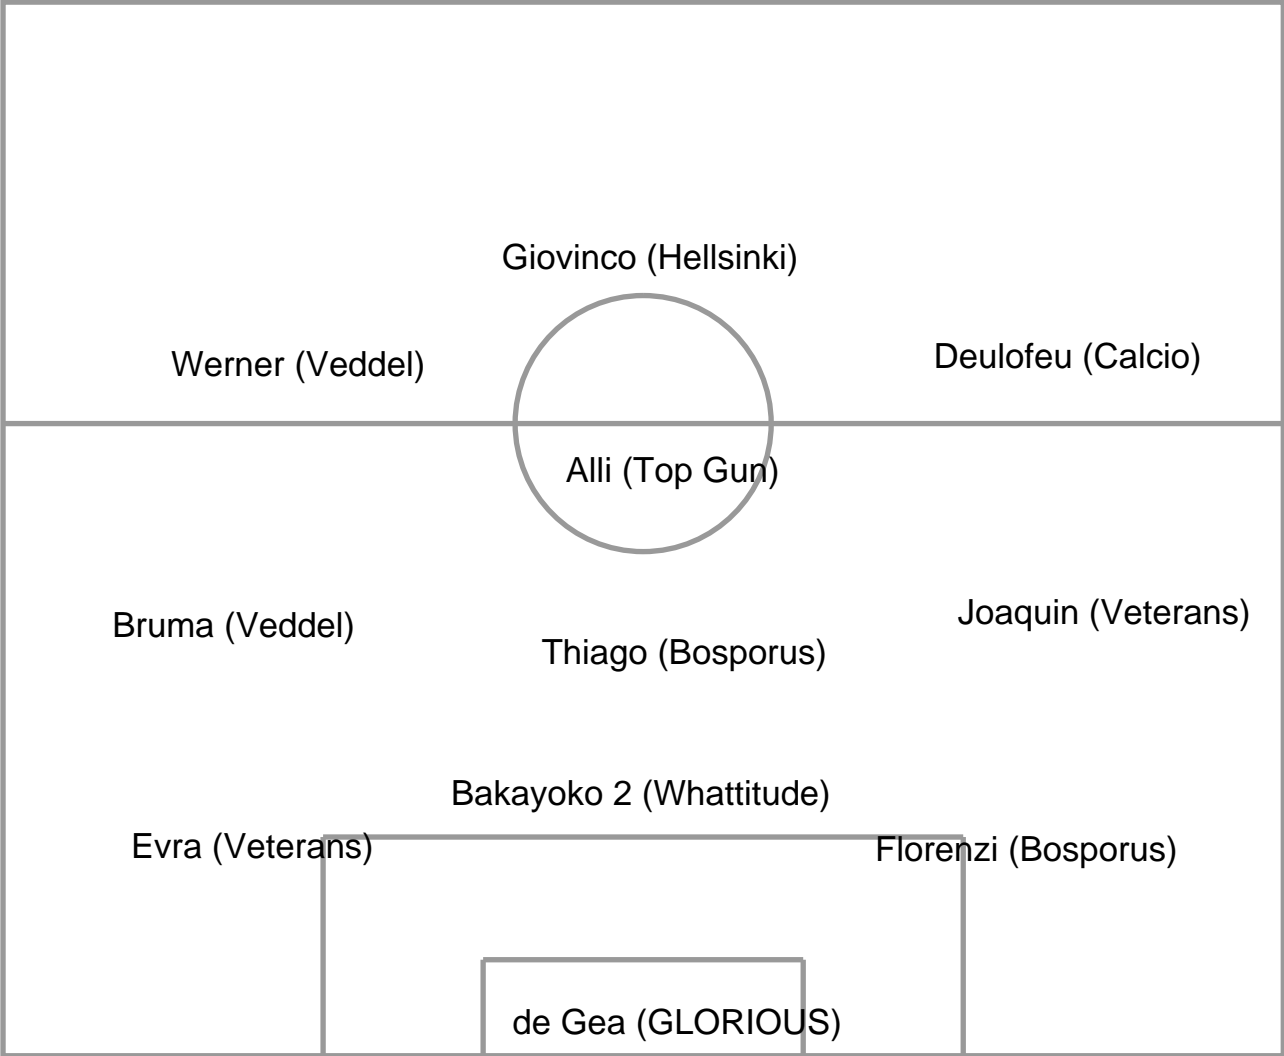 Giovinco (Hellsinki)
Werner (Veddel)
Deulofeu (Calcio)
Alli (Top Gun)
Bruma (Veddel)
Joaquin (Veterans)
Thiago (Bosporus)
Bakayoko 2 (Whattitude)
Evra (Veterans)
Florenzi (Bosporus)
de Gea (GLORIOUS)